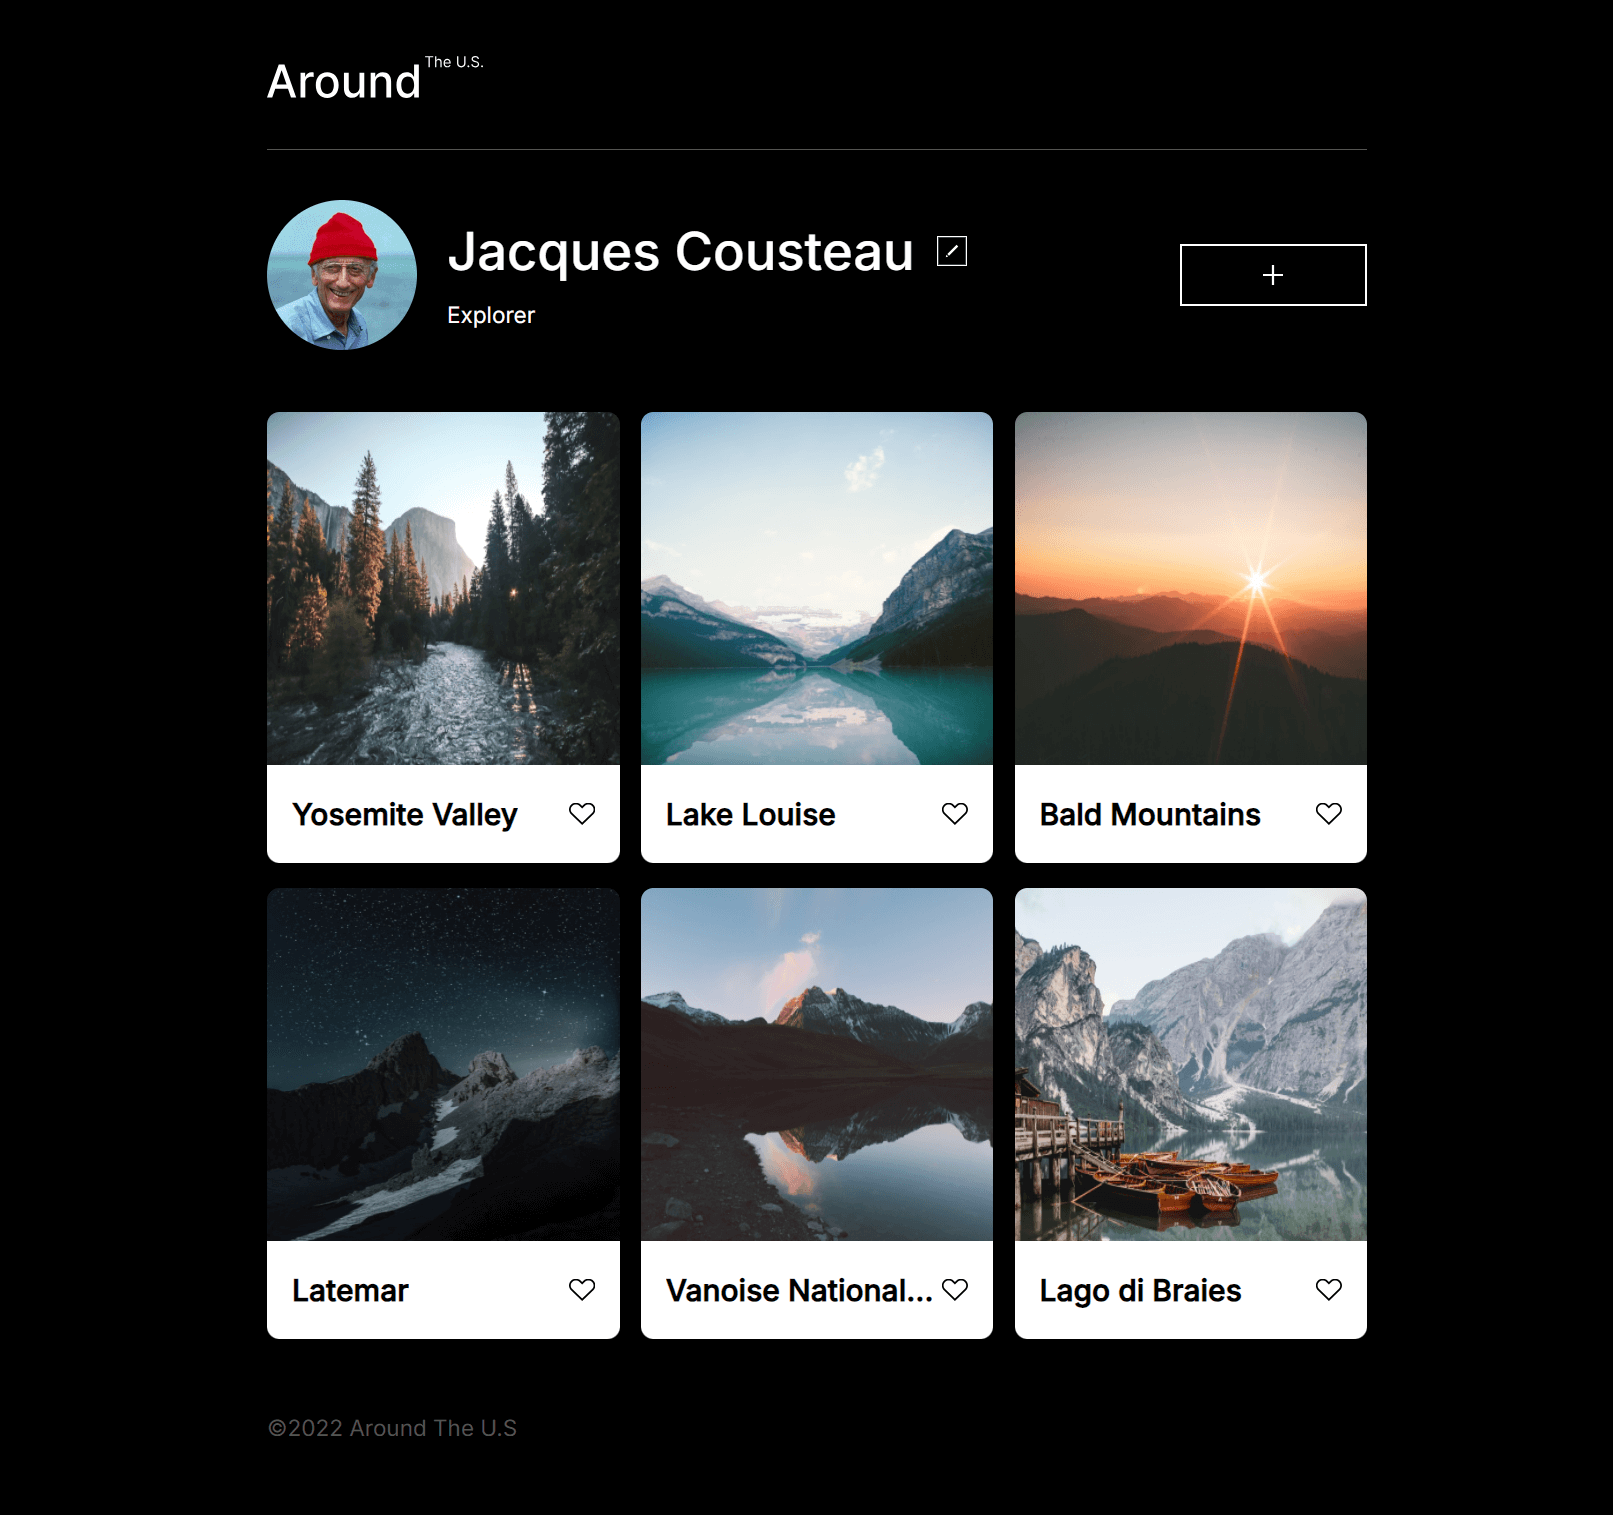 Around The U.S.
Jacques Cousteau
Explorer
Yosemite Valley
Lake Louise
Bald Mountains
Latemar
Vanoise National...
Lago di Braies
©2022 Around The U.S